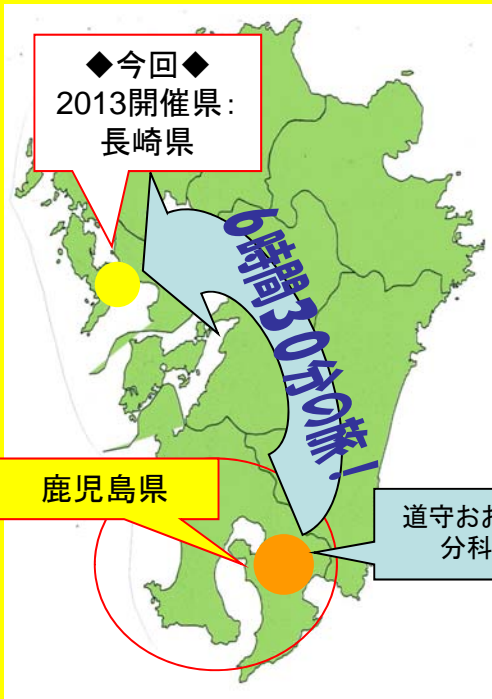 ◆今回◆
2013開催県：
長崎県
6時間30分の旅！
鹿児島県
道守おお
分科